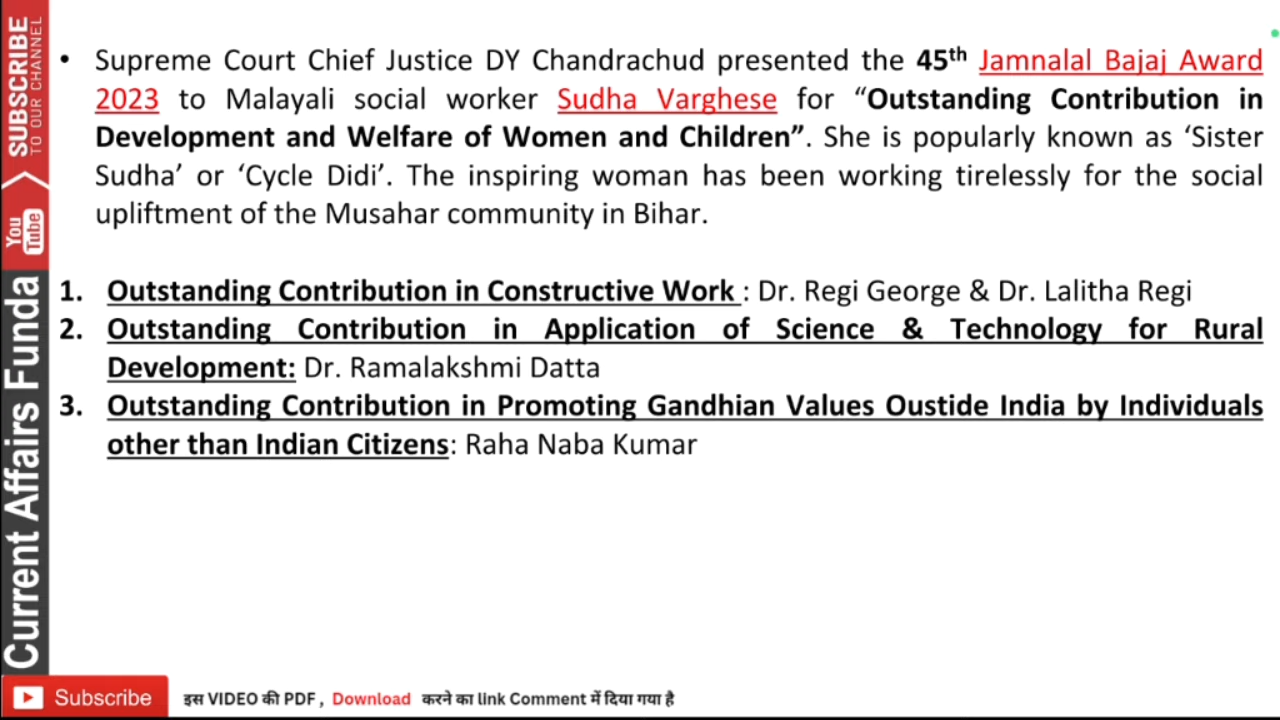 • Supreme Court Chief Justice DY Chandrachud presented the 45th Jamnalal Bajaj Award
2023 to Malayali social worker Sudha Varghese for “Outstanding Contribution in
Development and Welfare of Women and Children”. She is popularly known as ‘Sister
Sudha’ or ‘Cycle Didi’. The inspiring woman has been working tirelessly for the social
upliftment of the Musahar community in Bihar.
1. Outstanding Contribution in Constructive Work : Dr. Regi George & Dr. Lalitha Regi
2. Outstanding Contribution in Application of Science & Technology for Rural
Development: Dr. Ramalakshmi Datta
3. Outstanding Contribution in Promoting Gandhian Values Oustide India by Individuals
other than Indian Citizens: Raha Naba Kumar
SUBSCRIBE
TO OUR CHANNEL
You
Tube
Current Affairs Funda
Subscribe
इस VIDEO की PDF , Download करने का link Comment में दिया गया है